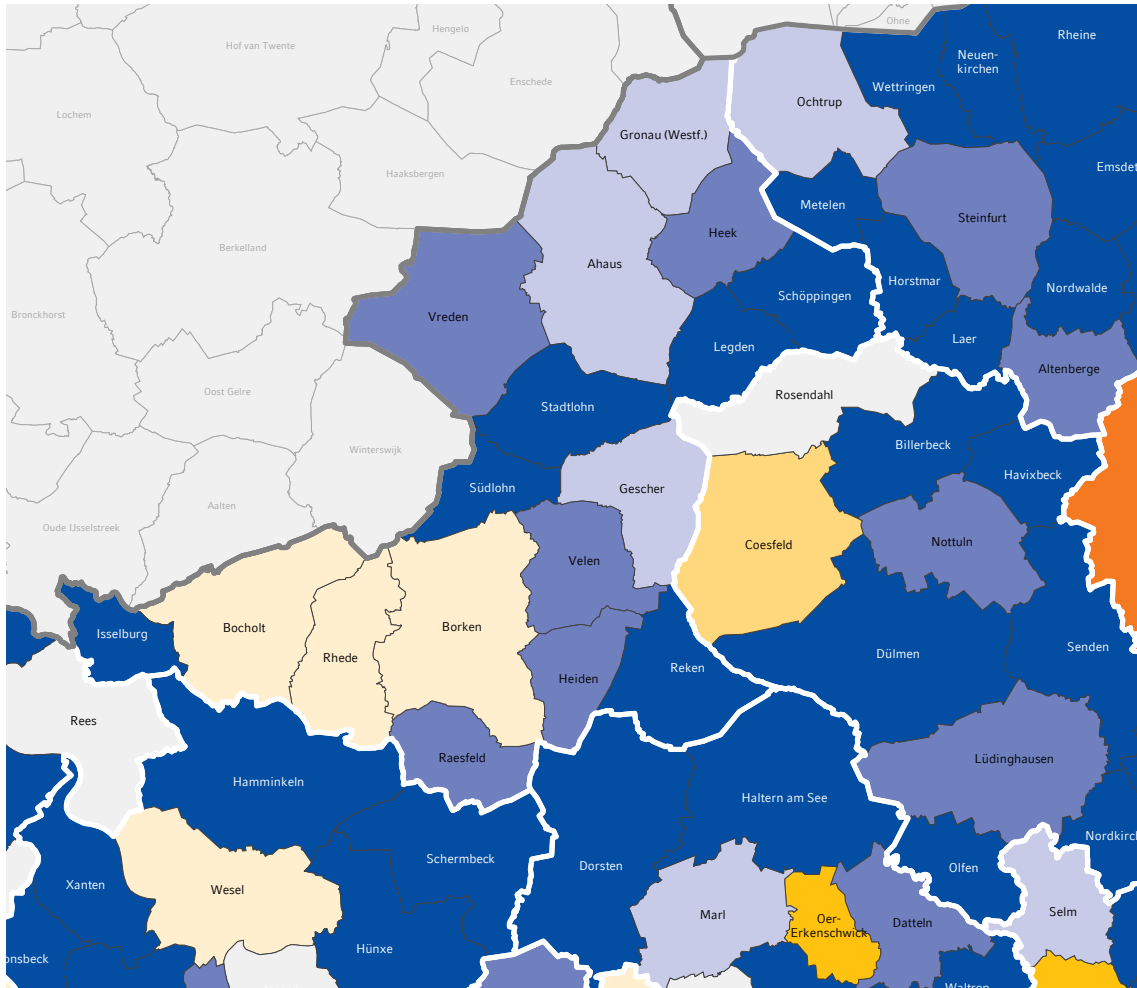 Ohne
Hengelo
Rheine
Hof van Twente
Neuen-
kirchen
Enschede
Wettringen
Ochtrup
Lochem
Gronau (Westf.)
Haaksbergen
Emsdet
Metelen
Steinfurt
Heek
Berkelland
Ahaus
Horstmar
Nordwalde
Schöppingen
Bronckhorst
Vreden
Laer
Legden
Altenberge
Oost Gelre
Rosendahl
Stadtlohn
Billerbeck
Winterswijk
Havixbeck
Südlohn
Gescher
Aalten
Oude IJsselstreek
Nottuln
Coesfeld
Velen
Isselburg
Bocholt
Borken
Senden
Rhede
Dülmen
Reken
Heiden
Rees
Raesfeld
Lüdinghausen
Hamminkeln
Haltern am See
Nordkirch
Schermbeck
Dorsten
Olfen
Xanten
Wesel
Selm
Marl
Oer-
Erkenschwick
Datteln
Hünxe
onsbeck
Waltrop